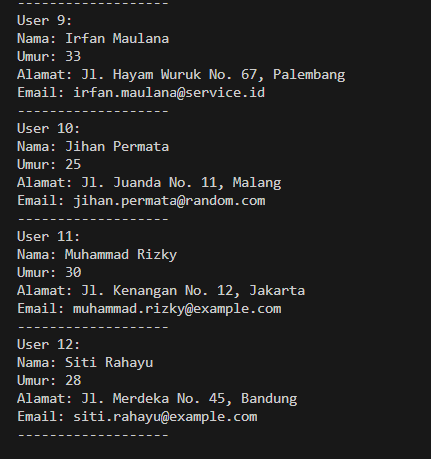 -------------------
User 9:
Nama: Irfan Maulana
Umur: 33
Alamat: Jl. Hayam Wuruk No. 67, Palembang
Email: irfan.maulana@service.id
-------------------
User 10:
Nama: Jihan Permata
Umur: 25
Alamat: Jl. Juanda No. 11, Malang
Email: jihan.permata@random.com
-------------------
User 11:
Nama: Muhammad Rizky
Umur: 30
Alamat: Jl. Kenangan No. 12, Jakarta
Email: muhammad.rizky@example.com
-------------------
User 12:
Nama: Siti Rahayu
Umur: 28
Alamat: Jl. Merdeka No. 45, Bandung
Email: siti.rahayu@example.com
-------------------